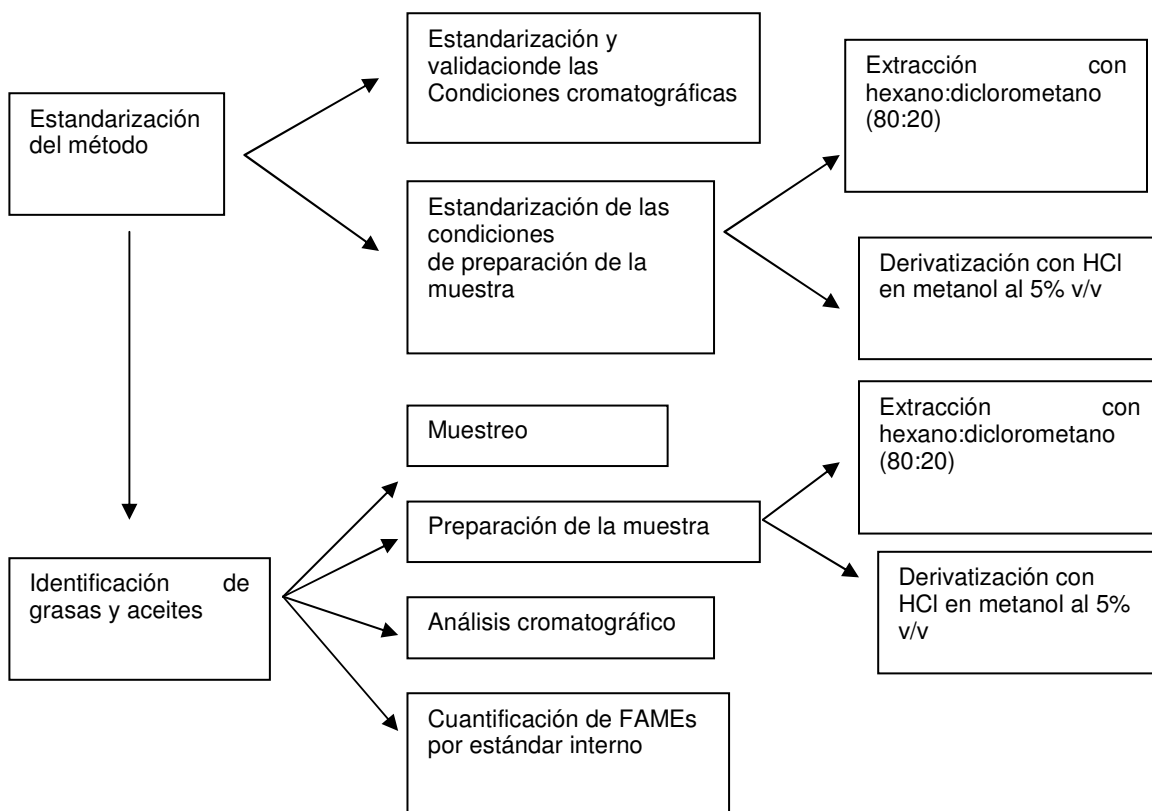 Estandarización
del método
Estandarización y
validacionde las
Condiciones cromatográficas
Estandarización de las
condiciones
de preparación de la
muestra
Extracción con
hexano:diclorometano
(80:20)
Derivatización con HCl
en metanol al 5% v/v
Identificación de
grasas y aceites
Muestreo
Preparación de la muestra
Análisis cromatográfico
Cuantificación de FAMEs
por estándar interno
Extracción con
hexano:diclorometano
(80:20)
Derivatización con
HCl en metanol al 5%
v/v